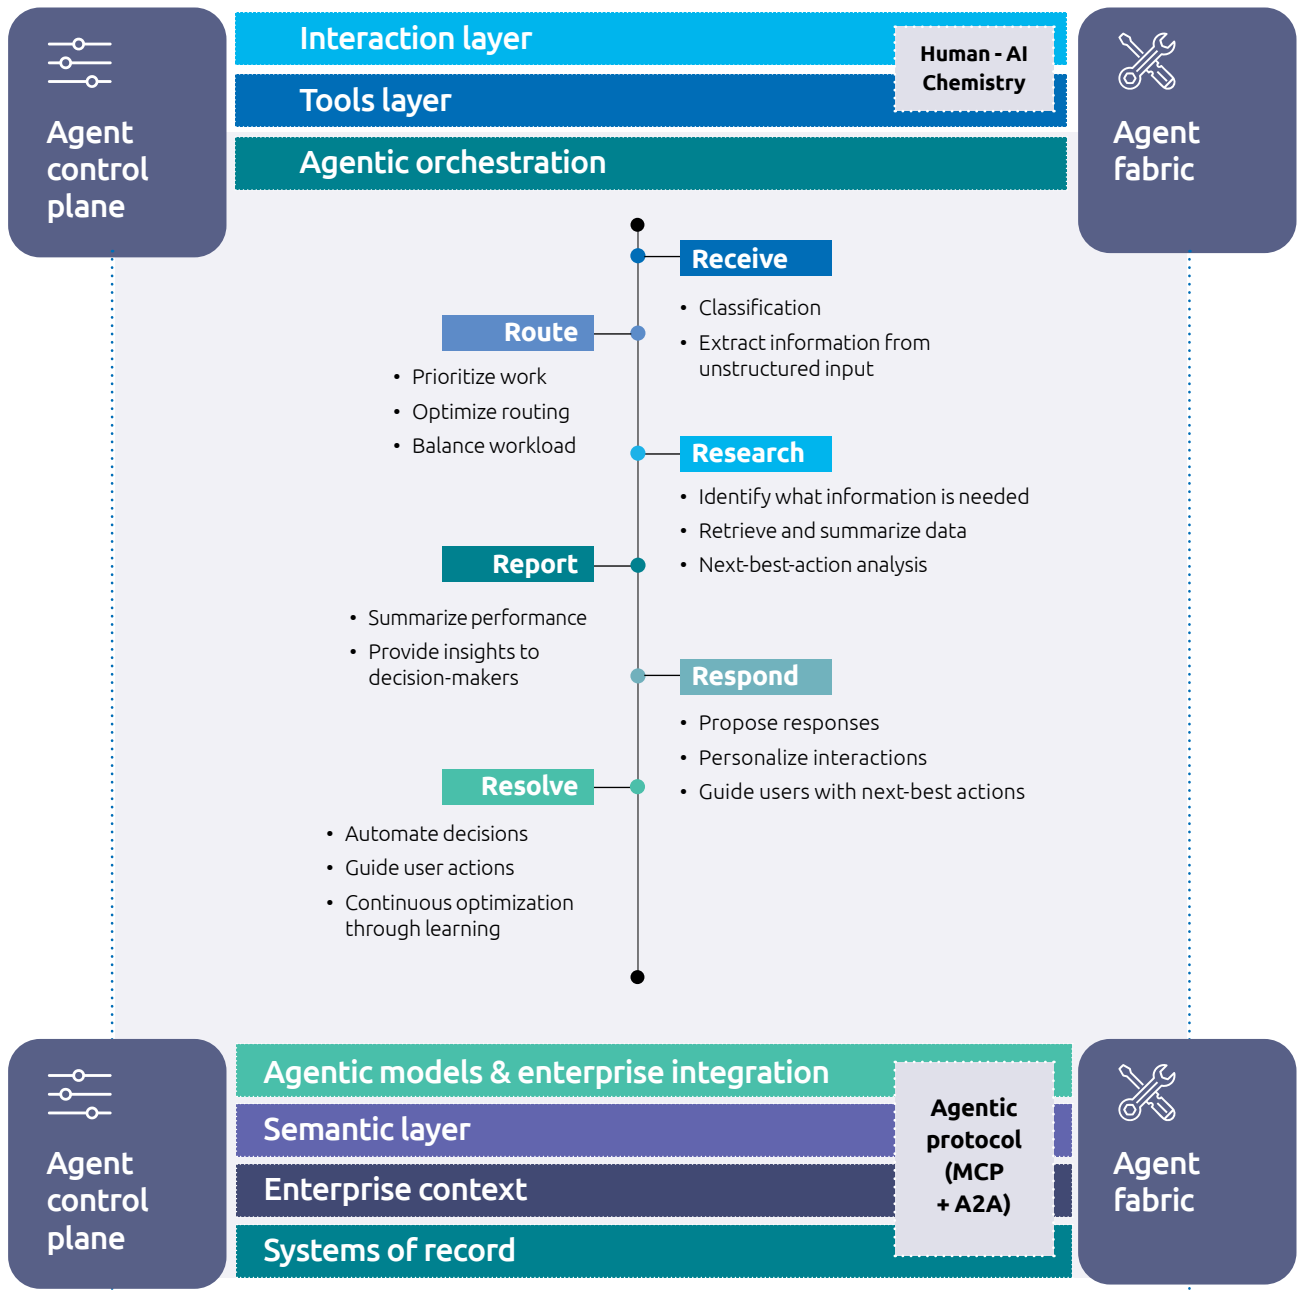 Agent
control
plane
Interaction layer
Tools layer
Agentic orchestration
Human - AI
Chemistry
Agent
fabric
Receive
• Classification
• Extract information from
unstructured input
Route
• Prioritize work
• Optimize routing
• Balance workload
Research
• Identify what information is needed
• Retrieve and summarize data
• Next-best-action analysis
Report
• Summarize performance
• Provide insights to
decision-makers
Respond
• Propose responses
• Personalize interactions
• Guide users with next-best actions
Resolve
• Automate decisions
• Guide user actions
• Continuous optimization
through learning
Agent
control
plane
Agentic models & enterprise integration
Semantic layer
Enterprise context
Systems of record
Agentic
protocol
(MCP
+ A2A)
Agent
fabric